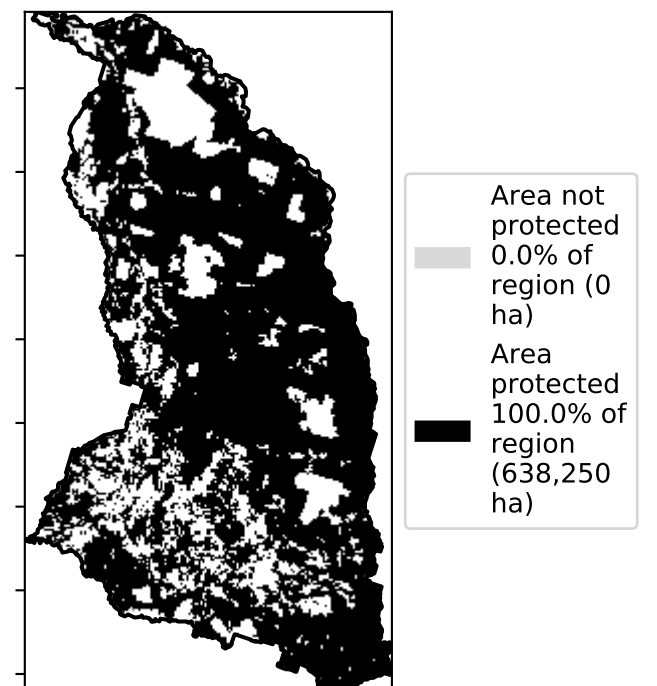 Area not
protected
0.0% of
region (0
ha)
Area
protected
100.0% of
region
(638,250
ha)